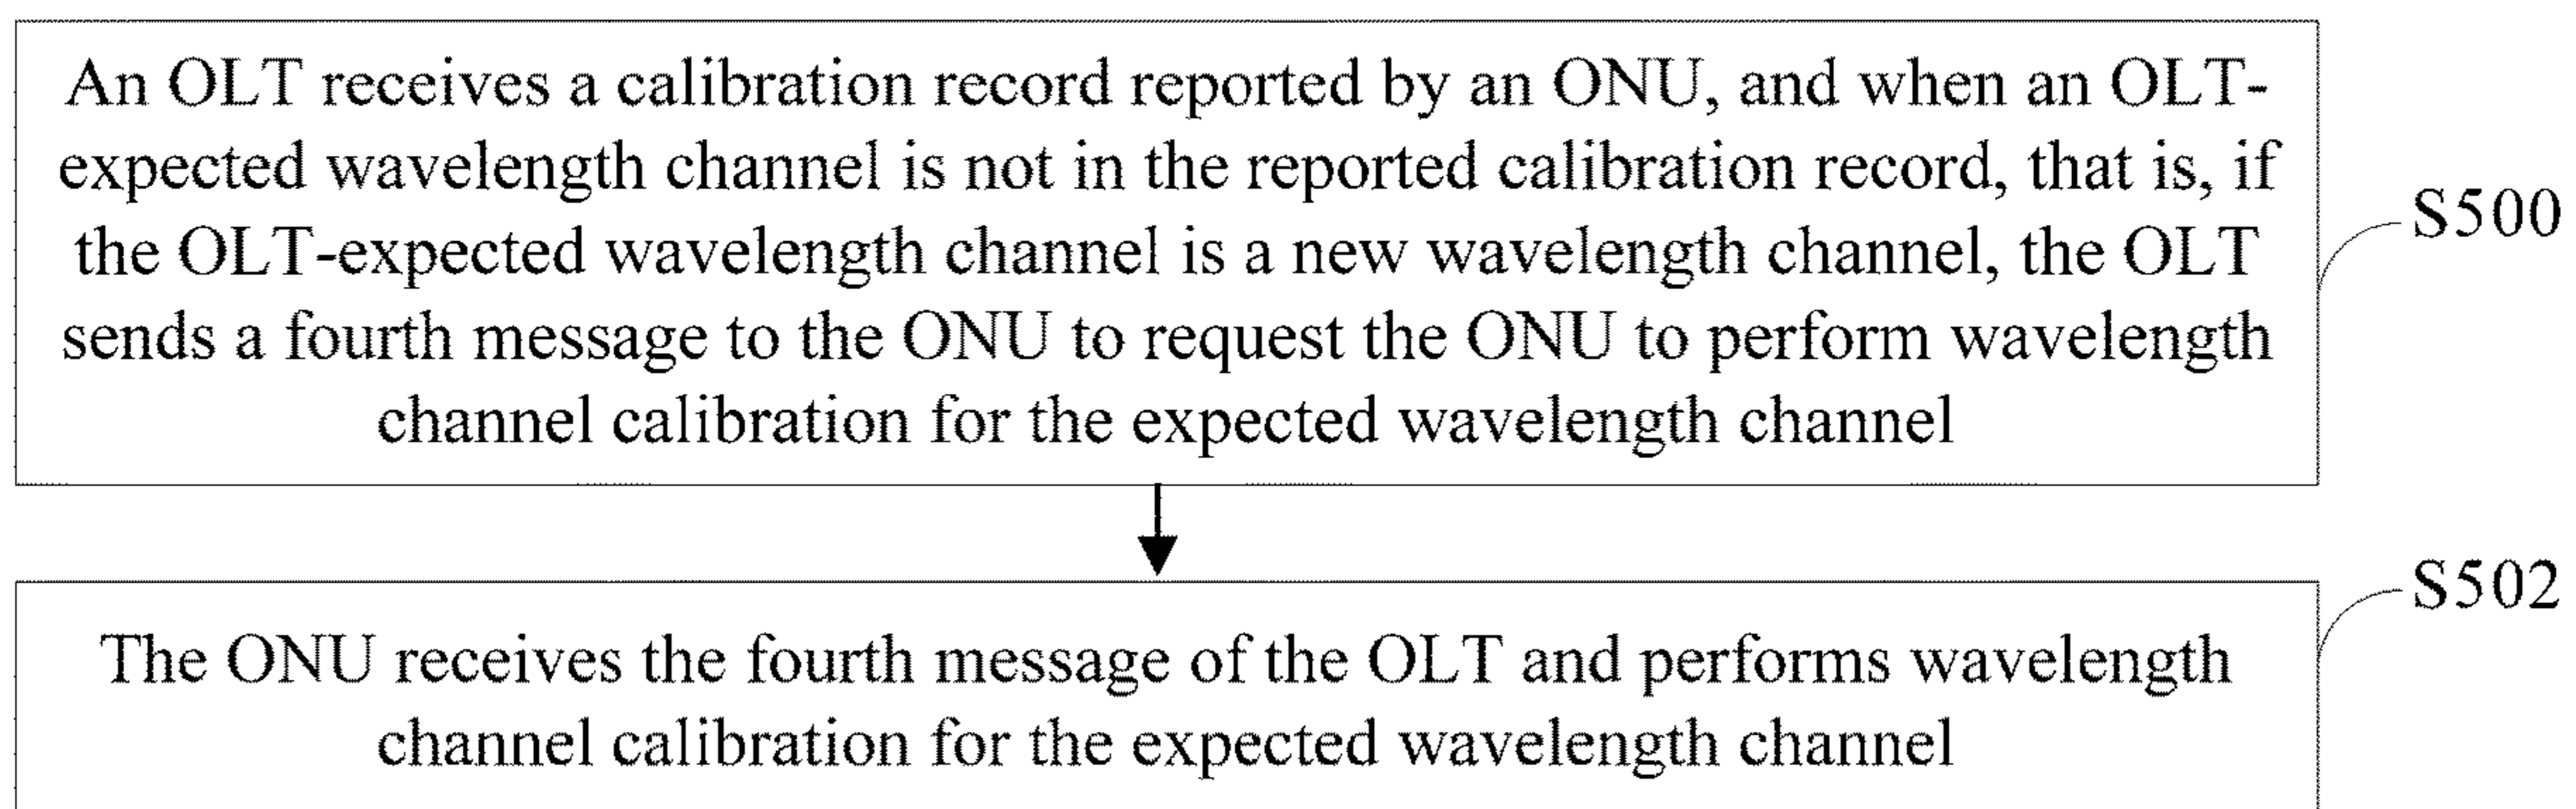 An OLT receives a calibration record reported by an ONU, and when an OLT-
expected wavelength channel is not in the reported calibration record, that is, if
the OLT-expected wavelength channel is a new wavelength channel, the OLT
sends a fourth message to the ONU to request the ONU to perform wavelength
channel calibration for the expected wavelength channel
S500
S502
The ONU receives the fourth message of the OLT and performs wavelength
channel calibration for the expected wavelength channel